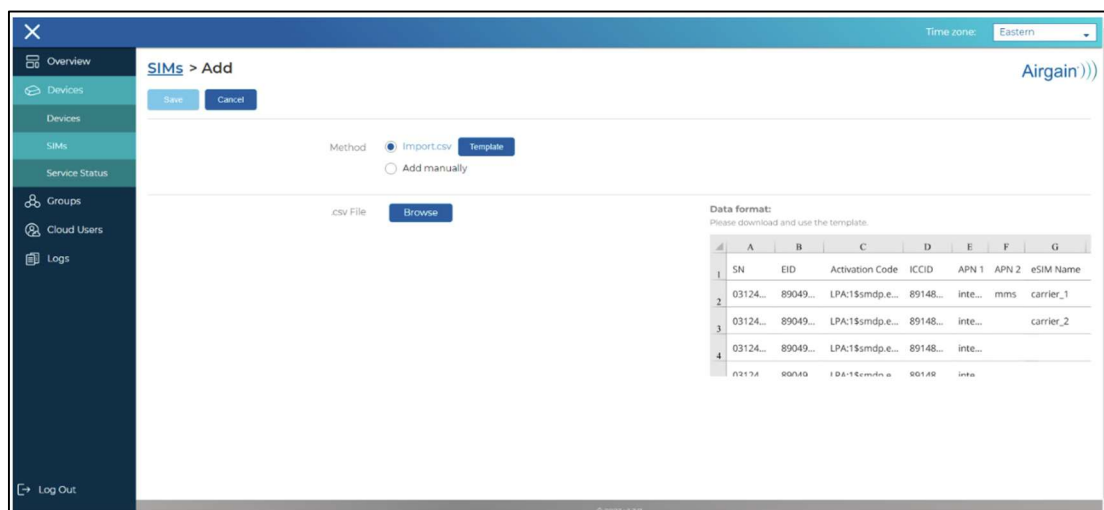 Time zone: Eastern
Overview
Devices
Devices
SIMs
Service Status
Groups
Cloud Users
Logs
Log Out
SIMs > Add
Airgain
Save Cancel
Method Import.csv Template
Add manually
.csv File Browse
Data format:
Please download and use the template.
A B C D E F G
1 SN EID Activation Code ICCID APN 1 APN 2 eSIM Name
2 03124... 89049... LPA:1$smdp.e... 89148... inte... mms carrier_1
3 03124... 89049... LPA:1$smdp.e... 89148... inte... carrier_2
4 03124... 89049... LPA:1$smdp.e... 89148... inte...